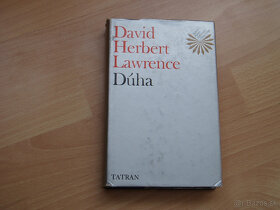 David
Herbert
Lawrence
Dúha
TATRAN